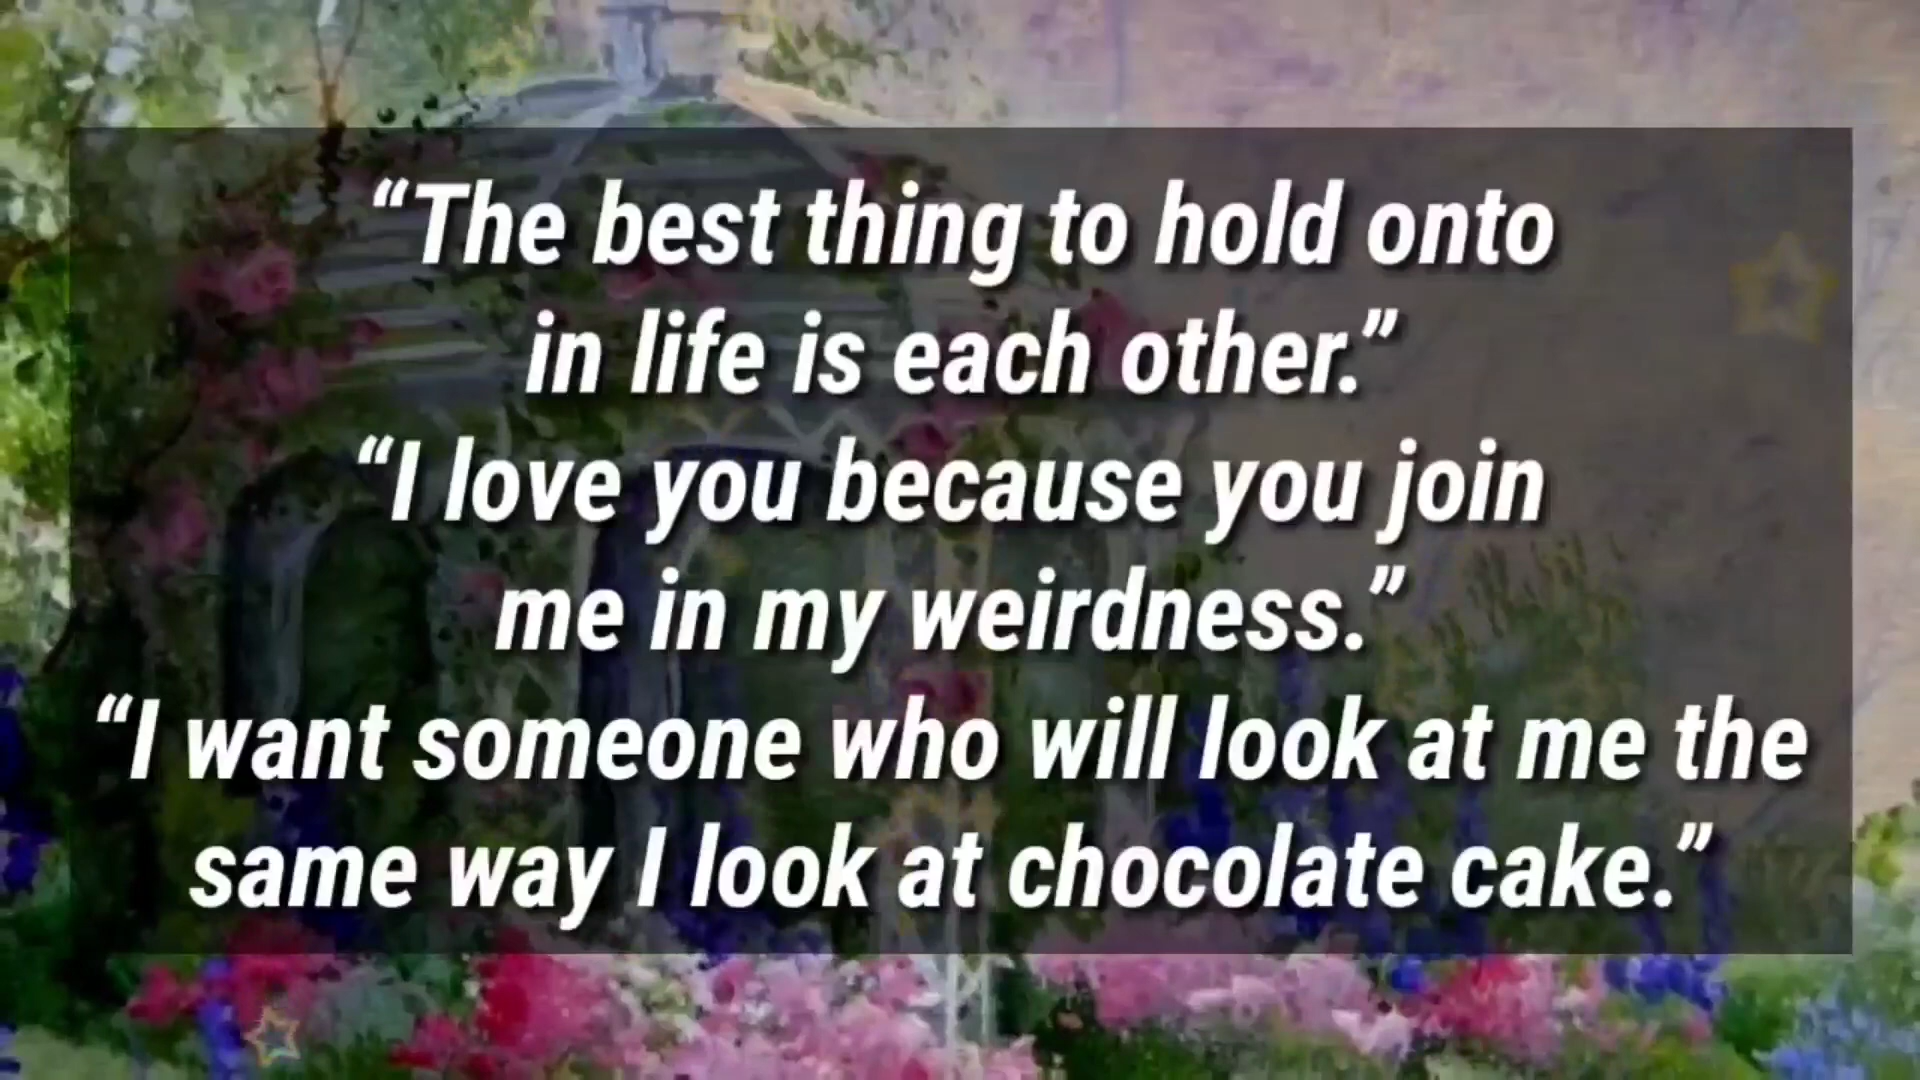 “The best thing to hold onto
in life is each other.”
“I love you because you join
me in my weirdness.”
“I want someone who will look at me the
same way I look at chocolate cake.”